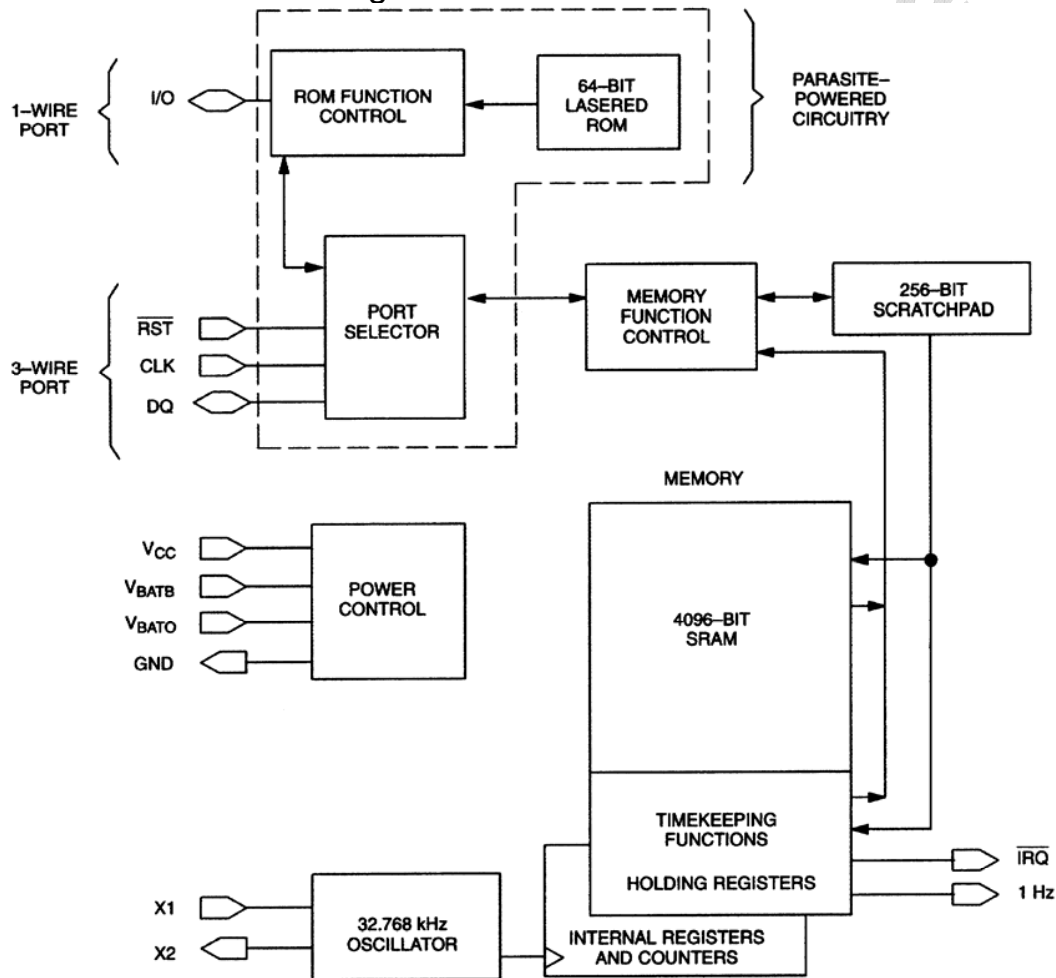 1–WIRE
PORT
I/O
ROM FUNCTION
CONTROL
64-BIT
LASERED
ROM
PARASITE–
POWERED
CIRCUITRY
3–WIRE
PORT
RST
CLK
DQ
PORT
SELECTOR
MEMORY
FUNCTION
CONTROL
256–BIT
SCRATCHPAD
MEMORY
VCC
VBATB
VBATO
GND
POWER
CONTROL
4096–BIT
SRAM
TIMEKEEPING
FUNCTIONS
HOLDING REGISTERS
IRQ
1 Hz
X1
X2
32.768 kHz
OSCILLATOR
INTERNAL REGISTERS
AND COUNTERS